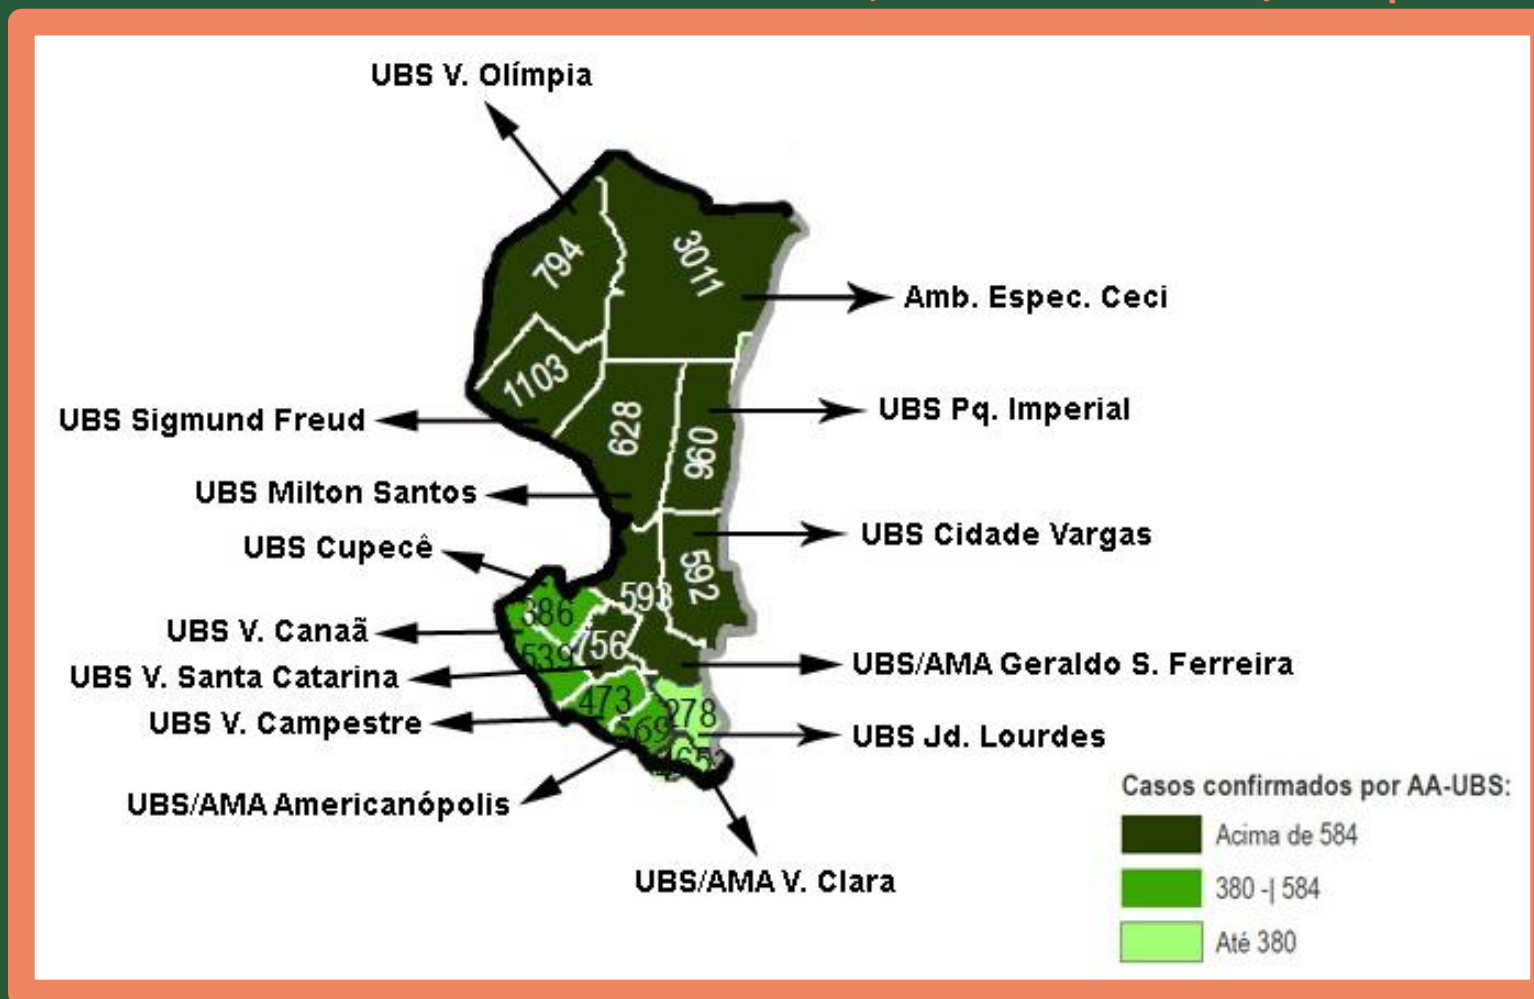 UBS V. Olímpia
794
3011
Amb. Espec. Ceci
1103
UBS Sigmund Freud
628
960
UBS Pq. Imperial
UBS Milton Santos
UBS Cidade Vargas
UBS Cupecê
592
593
386
UBS V. Canaã
756
539
UBS V. Santa Catarina
UBS/AMA Geraldo S. Ferreira
473
278
UBS V. Campestre
569
UBS Jd. Lourdes
UBS/AMA Americanópolis
UBS/AMA V. Clara
Casos confirmados por AA-UBS:
Acima de 584
380 -| 584
Até 380